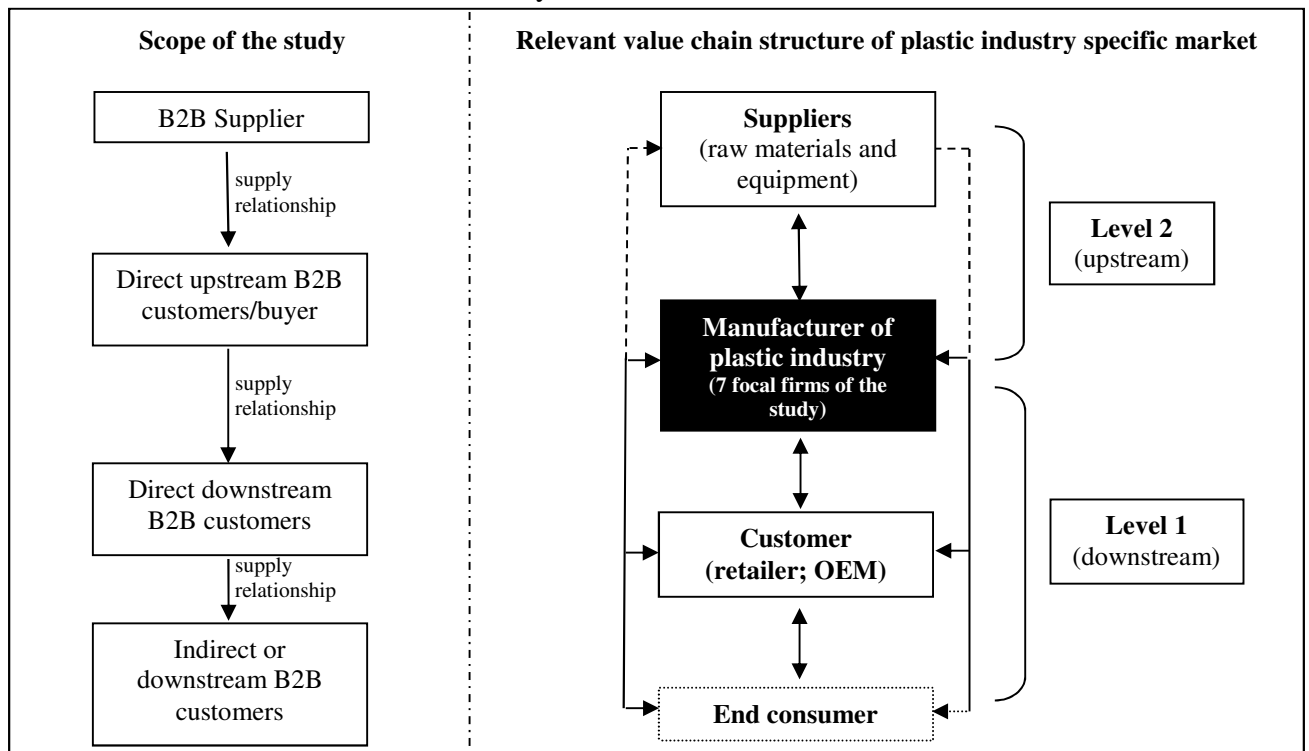 Scope of the study
B2B Supplier
supply
relationship
Direct upstream B2B
customers/buyer
supply
relationship
Direct downstream
B2B customers
supply
relationship
Indirect or
downstream B2B
customers
Relevant value chain structure of plastic industry specific market
Suppliers
(raw materials and
equipment)
Level 2
(upstream)
Manufacturer of
plastic industry
(7 focal firms of the
study)
Customer
(retailer; OEM)
Level 1
(downstream)
End consumer